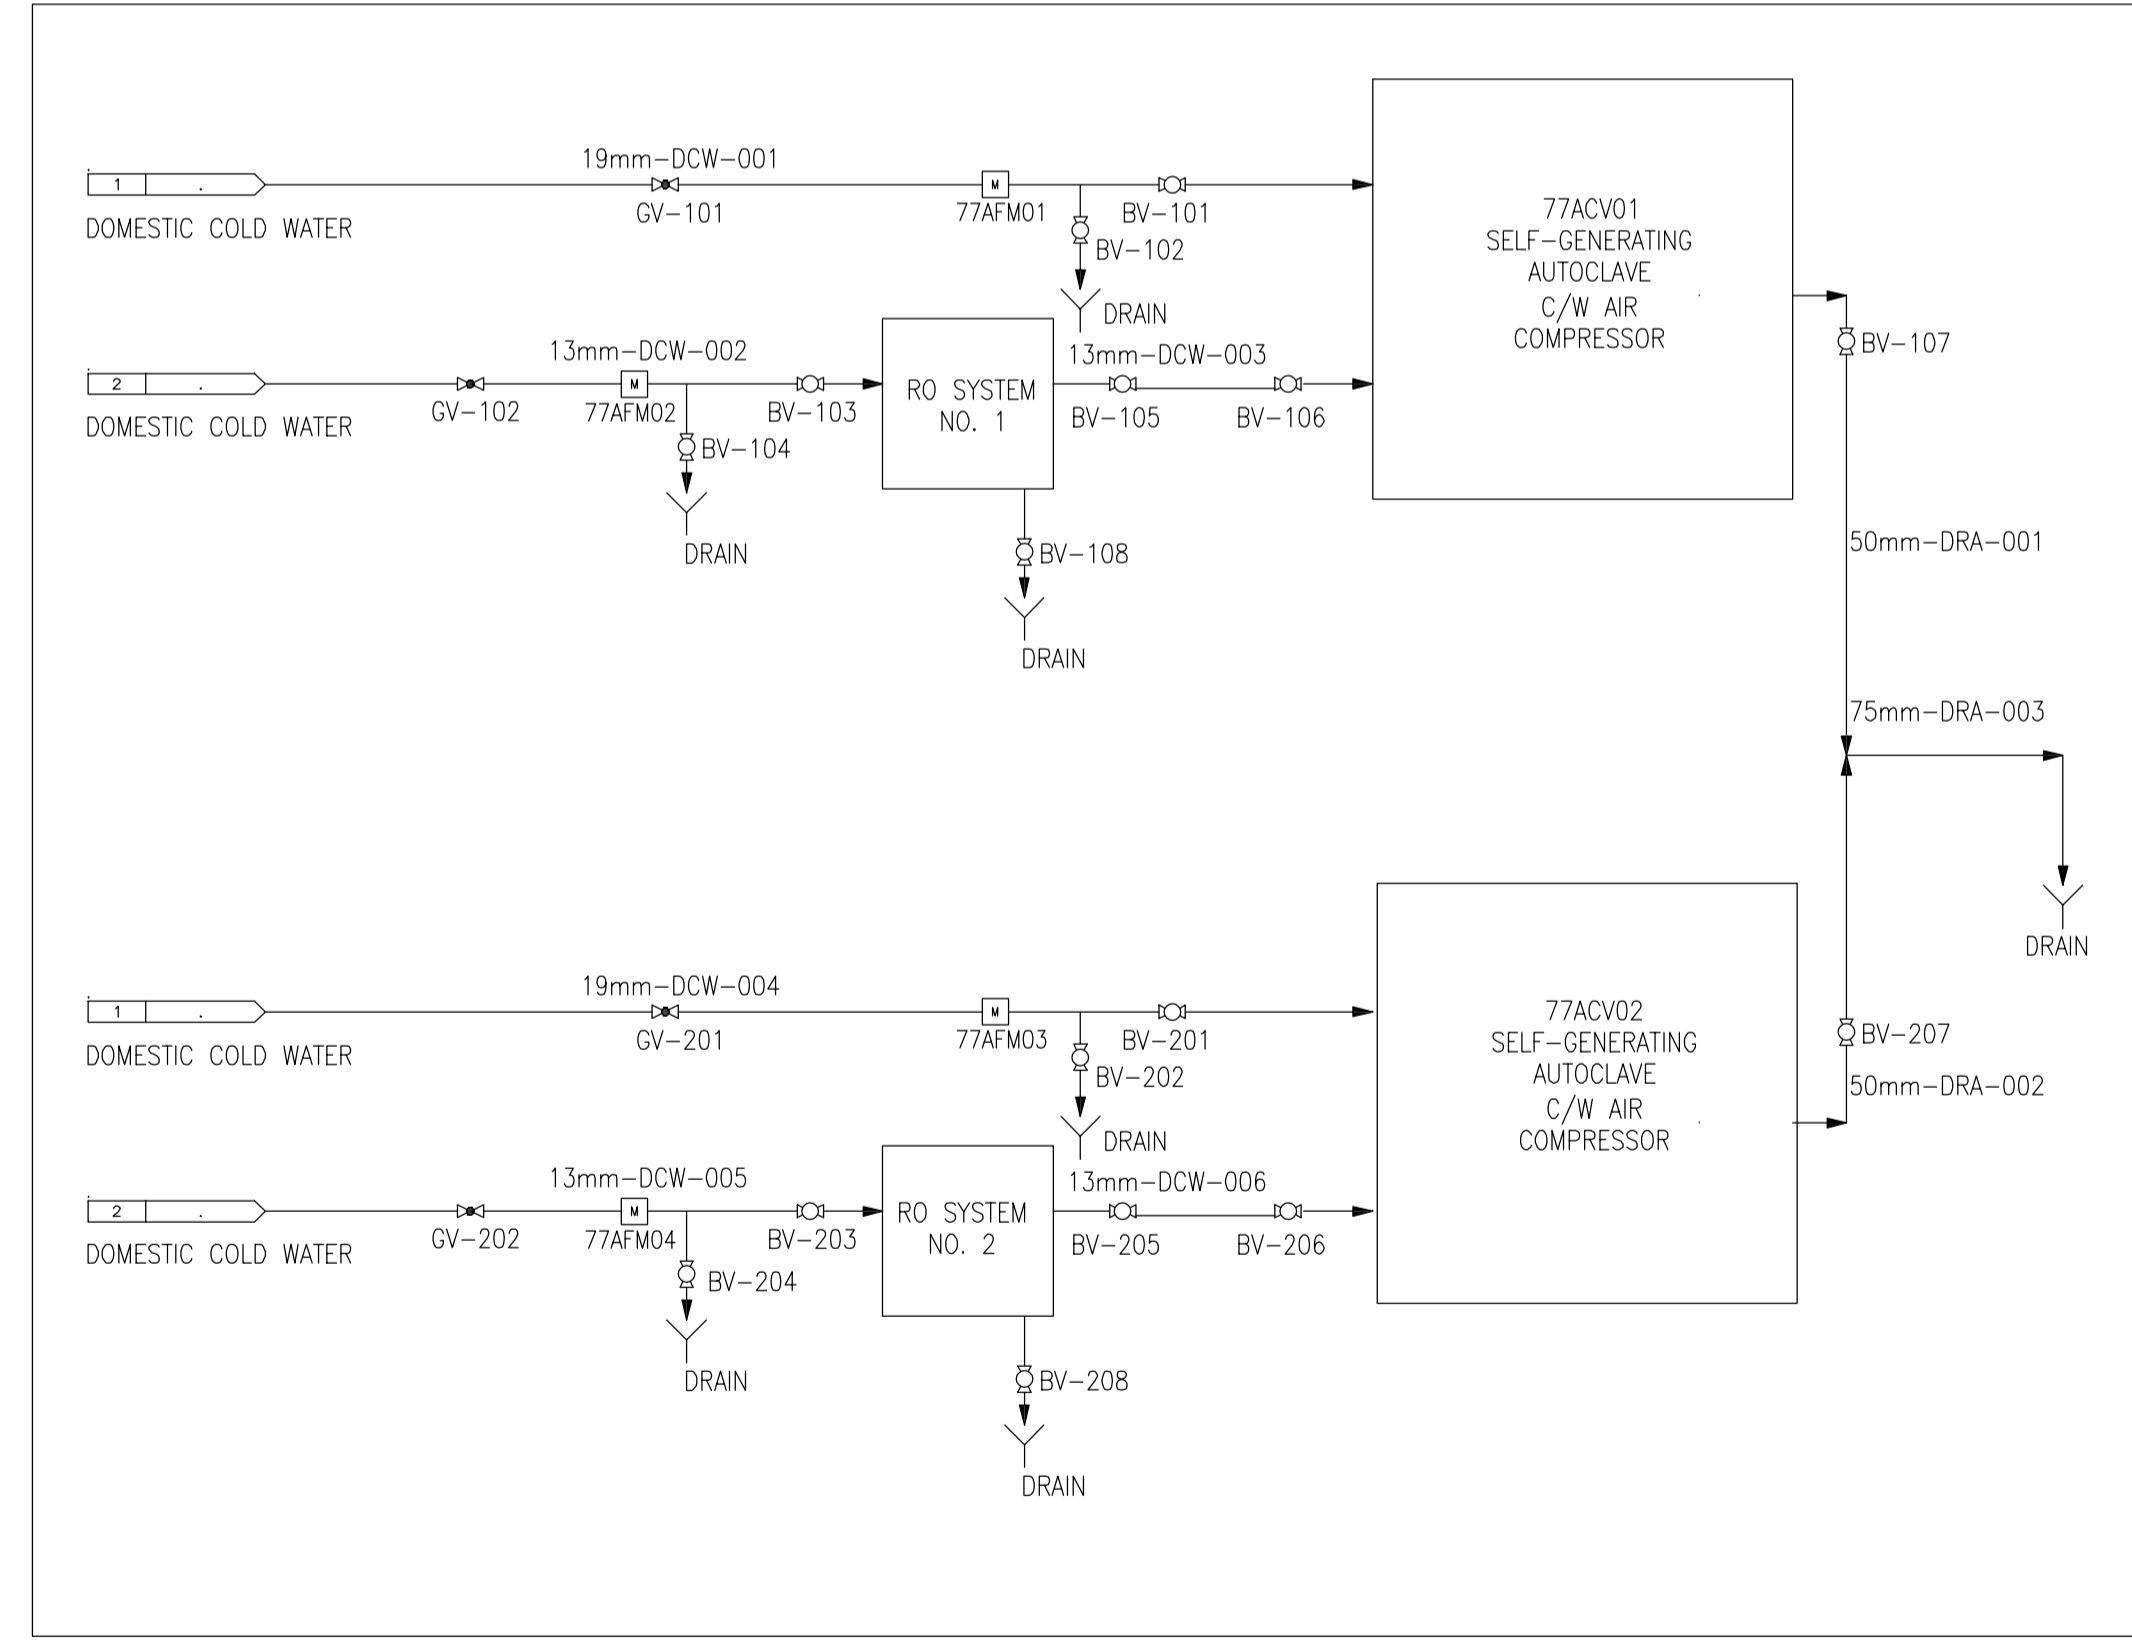 19mm-DCW-001
1 .
GV-101
77AFM01
BV-101
DOMESTIC COLD WATER
BV-102
DRAIN
77ACV01
SELF-GENERATING
AUTOCLAVE
C/W AIR
COMPRESSOR
13mm-DCW-002
13mm-DCW-003
2 .
GV-102
77AFM02
BV-103
RO SYSTEM
NO. 1
BV-105
BV-106
DOMESTIC COLD WATER
BV-104
DRAIN
BV-108
DRAIN
BV-107
50mm-DRA-001
75mm-DRA-003
DRAIN
19mm-DCW-004
1 .
GV-201
77AFM03
BV-201
DOMESTIC COLD WATER
BV-202
DRAIN
77ACV02
SELF-GENERATING
AUTOCLAVE
C/W AIR
COMPRESSOR
BV-207
50mm-DRA-002
13mm-DCW-005
13mm-DCW-006
2 .
GV-202
77AFM04
BV-203
RO SYSTEM
NO. 2
BV-205
BV-206
DOMESTIC COLD WATER
BV-204
DRAIN
BV-208
DRAIN
M
M
M
M